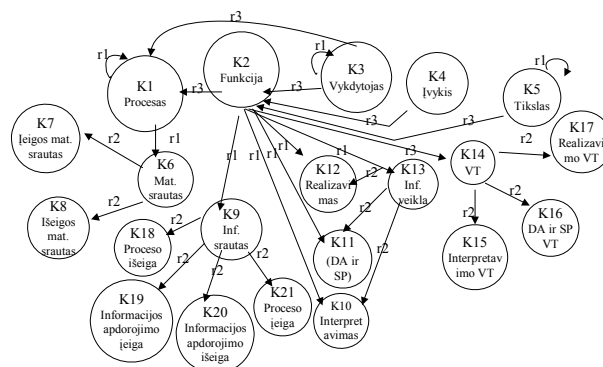 r3
r1
K1
Procesas
K2
Funkcija
r1
K3
Vykdytojas
K4
Įvykis
r1
K5
Tikslas
r3
r3
r3
r3
K7
Įeigos mat.
srautas
r2
r1
K6
Mat.
srautas
r1
r1
r1
r1
r1
K12
Realizavi
mas
r2
K13
Inf.
veikla
K14
VT
r2
K17
Realizavi
mo VT
K8
Išeigos
mat.
srautas
r2
K18
Proceso
išeiga
r2
K9
Inf.
srautas
r2
r2
r2
K11
(DA ir
SP)
r2
r2
r2
K15
Interpretav
imo VT
r2
K16
DA ir SP
VT
K19
Informacijos
apdorojimo
įeiga
K20
Informacijos
apdorojimo
išeiga
K21
Proceso
įeiga
K10
Interpret
avimas